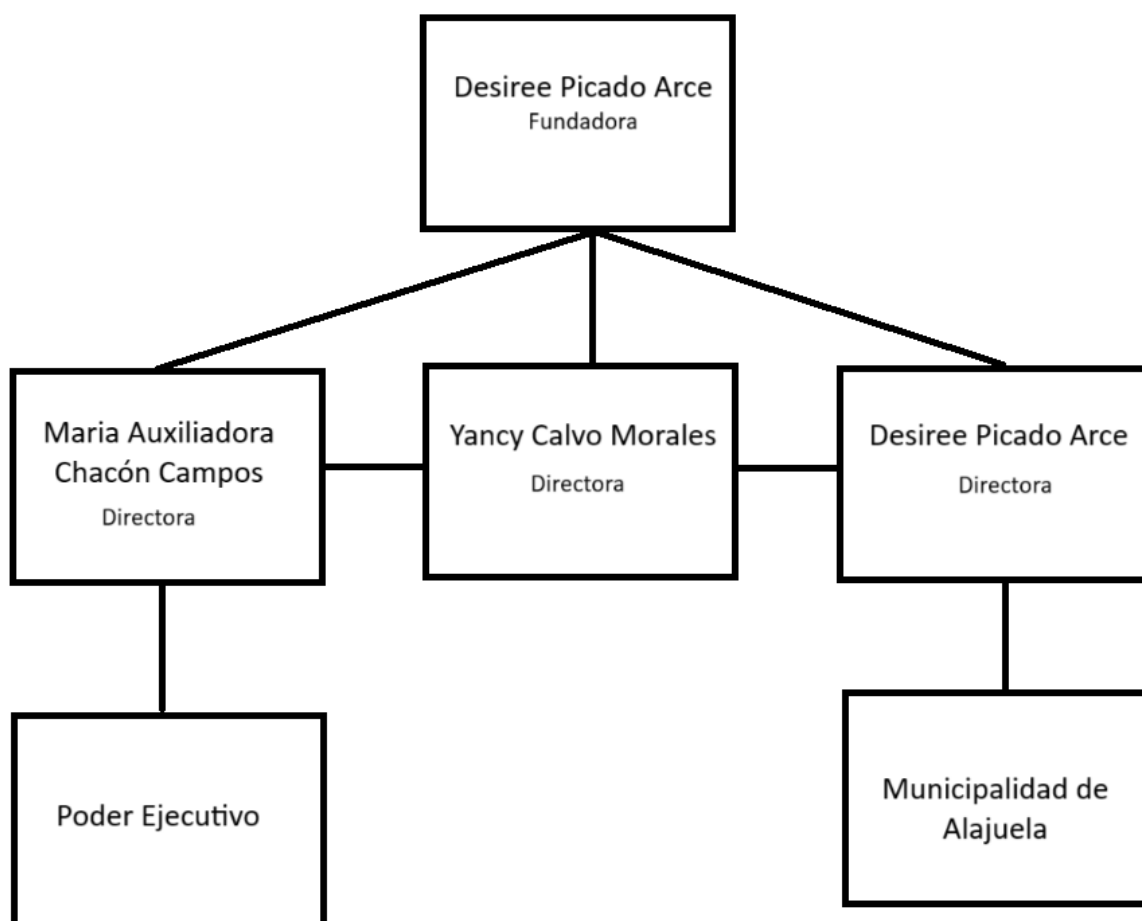 Desiree Picado Arce
Fundadora
Maria Auxiliadora
Chacón Campos
Directora
Yancy Calvo Morales
Directora
Desiree Picado Arce
Directora
Poder Ejecutivo
Municipalidad de
Alajuela